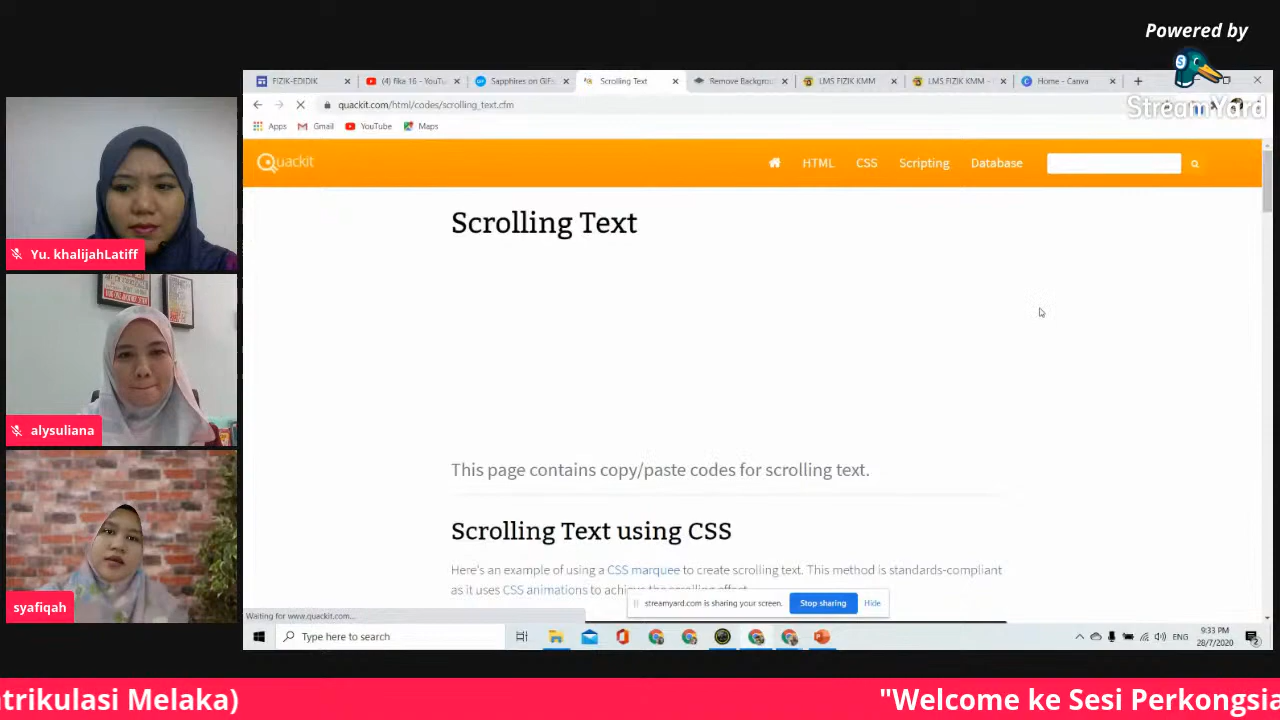 Powered by
StreamYard
FIZIK-EDIDIK
(4) fika 16 - YouTu
Sapphires on GIFs
Scrolling Text
Remove Backgrou
LMS FIZIK KMM
LMS FIZIK KMM -
Home - Canva
quackit.com/html/codes/scrolling_text.cfm
Apps
Gmail
YouTube
Maps
Quackit
HTML
CSS
Scripting
Database
Scrolling Text
This page contains copy/paste codes for scrolling text.
Scrolling Text using CSS
Here's an example of using a CSS marquee to create scrolling text. This method is standards-compliant
as it uses CSS animations to achieve the scrolling effect.
streamyard.com is sharing your screen.
Stop sharing
Hide
Waiting for www.quackit.com...
Type here to search
ENG
9:33 PM
28/7/2020
Yu. khalijahLatiff
alysuliana
syafiqah
atrikulasi Melaka)
"Welcome ke Sesi Perkongsia